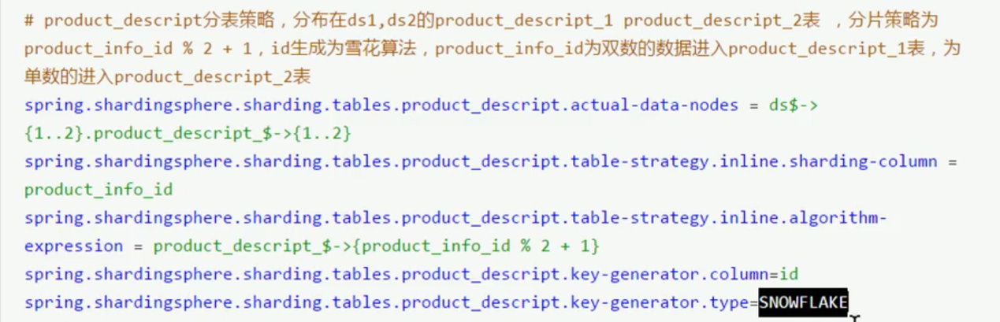 # product_descript分表策略，分布在ds1,ds2的product_descript_1 product_descript_2表 ，分片策略为
product_info_id % 2 + 1，id生成为雪花算法，product_info_id为双数的数据进入product_descript_1表，为
单数的进入product_descript_2表
spring.shardingsphere.sharding.tables.product_descript.actual-data-nodes = ds$->
{1..2}.product_descript_$->{1..2}
spring.shardingsphere.sharding.tables.product_descript.table-strategy.inline.sharding-column =
product_info_id
spring.shardingsphere.sharding.tables.product_descript.table-strategy.inline.algorithm-
expression = product_descript_$->{product_info_id % 2 + 1}
spring.shardingsphere.sharding.tables.product_descript.key-generator.column=id
spring.shardingsphere.sharding.tables.product_descript.key-generator.type=SNOWFLAKE